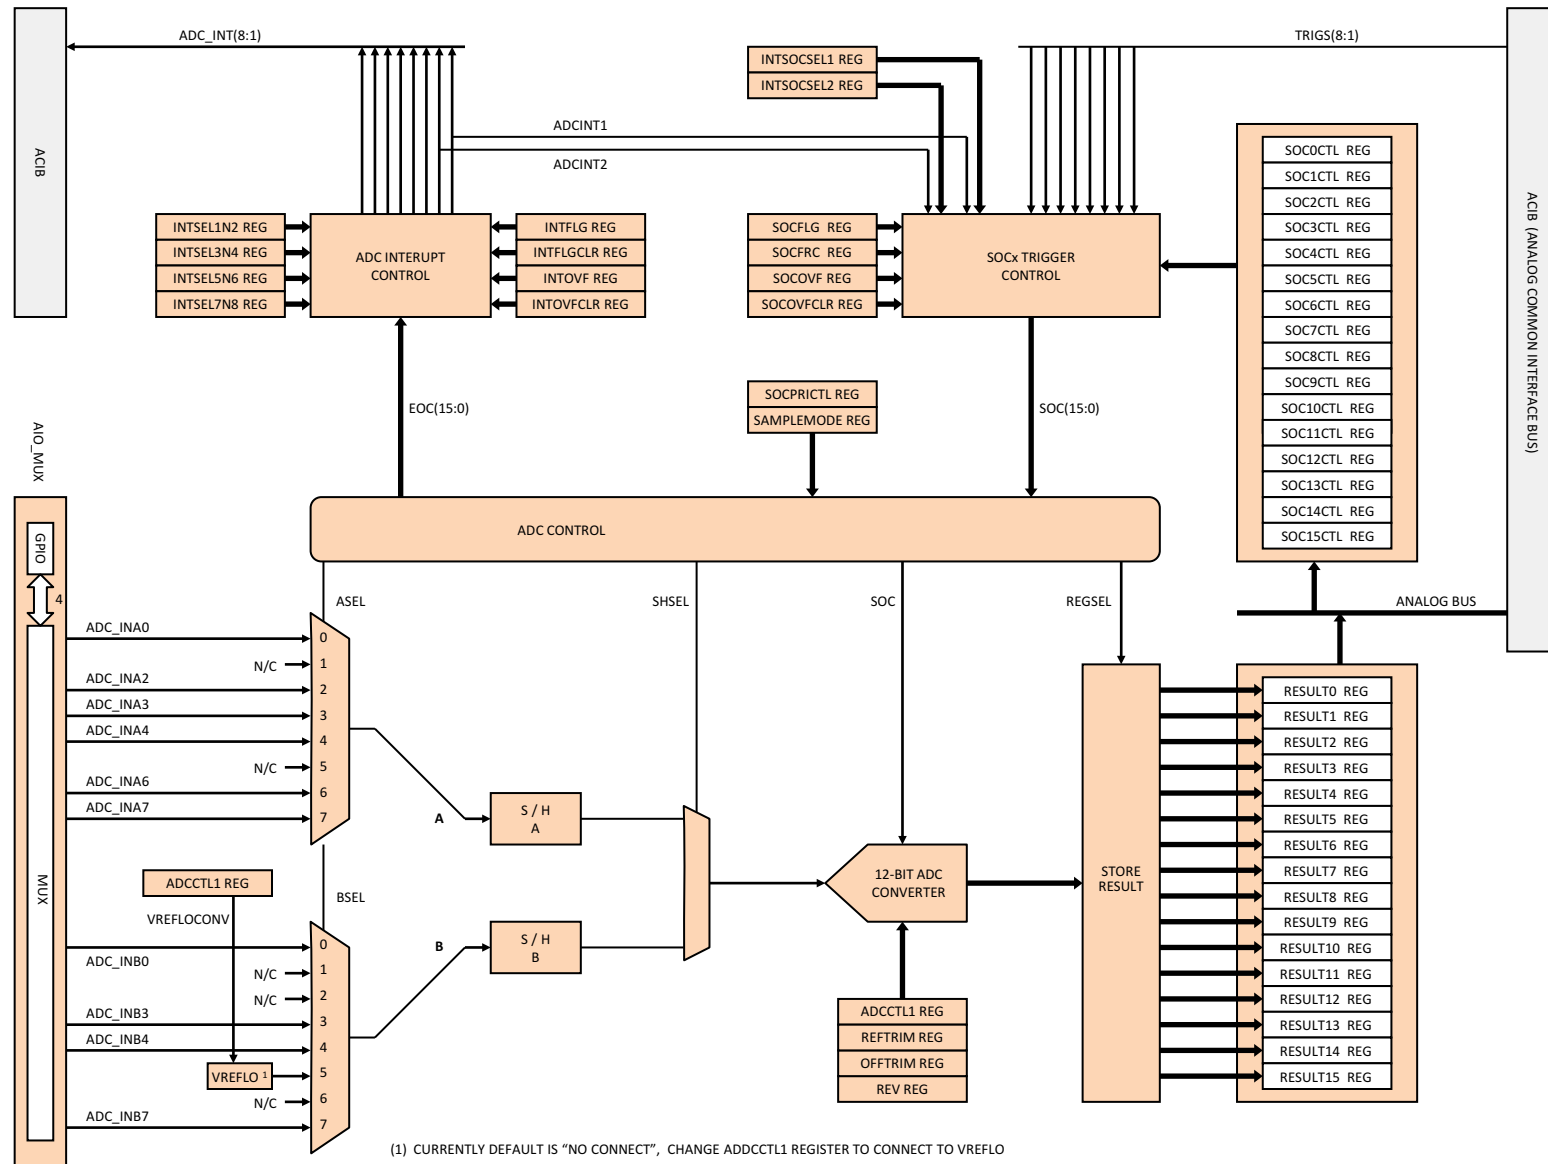 ADC_INT(8:1)
TRIGS(8:1)
INTSOCSEL1 REG
INTSOCSEL2 REG
ADCINT1
ADCINT2
ACIB
ACIB (ANALOG COMMON INTERFACE BUS)
SOC0CTL REG
SOC1CTL REG
SOC2CTL REG
SOC3CTL REG
SOC4CTL REG
SOC5CTL REG
SOC6CTL REG
SOC7CTL REG
SOC8CTL REG
SOC9CTL REG
SOC10CTL REG
SOC11CTL REG
SOC12CTL REG
SOC13CTL REG
SOC14CTL REG
SOC15CTL REG
INTSEL1N2 REG
INTSEL3N4 REG
INTSEL5N6 REG
INTSEL7N8 REG
ADC INTERUPT
CONTROL
INTFLG REG
INTFLGCLR REG
INTOVF REG
INTOVFCLR REG
SOCFLG REG
SOCFRC REG
SOCOVF REG
SOCOVFCLR REG
SOCx TRIGGER
CONTROL
EOC(15:0)
SOCPRICTL REG
SAMPLEMODE REG
SOC(15:0)
AIO_MUX
GPIO
4
MUX
ADC CONTROL
ASEL
SHSEL
SOC
REGSEL
ANALOG BUS
ADC_INA0
N/C
ADC_INA2
ADC_INA3
ADC_INA4
N/C
ADC_INA6
ADC_INA7
0
1
2
3
4
5
6
7
A
S / H
A
ADCCTL1 REG
VREFLOCONV
BSEL
ADC_INB0
N/C
N/C
ADC_INB3
ADC_INB4
VREFLO 1
N/C
ADC_INB7
0
1
2
3
4
5
6
7
B
S / H
B
12-BIT ADC
CONVERTER
ADCCTL1 REG
REFTRIM REG
OFFTRIM REG
REV REG
STORE
RESULT
RESULT0 REG
RESULT1 REG
RESULT2 REG
RESULT3 REG
RESULT4 REG
RESULT5 REG
RESULT6 REG
RESULT7 REG
RESULT8 REG
RESULT9 REG
RESULT10 REG
RESULT11 REG
RESULT12 REG
RESULT13 REG
RESULT14 REG
RESULT15 REG
(1) CURRENTLY DEFAULT IS “NO CONNECT”, CHANGE ADDCCTL1 REGISTER TO CONNECT TO VREFLO